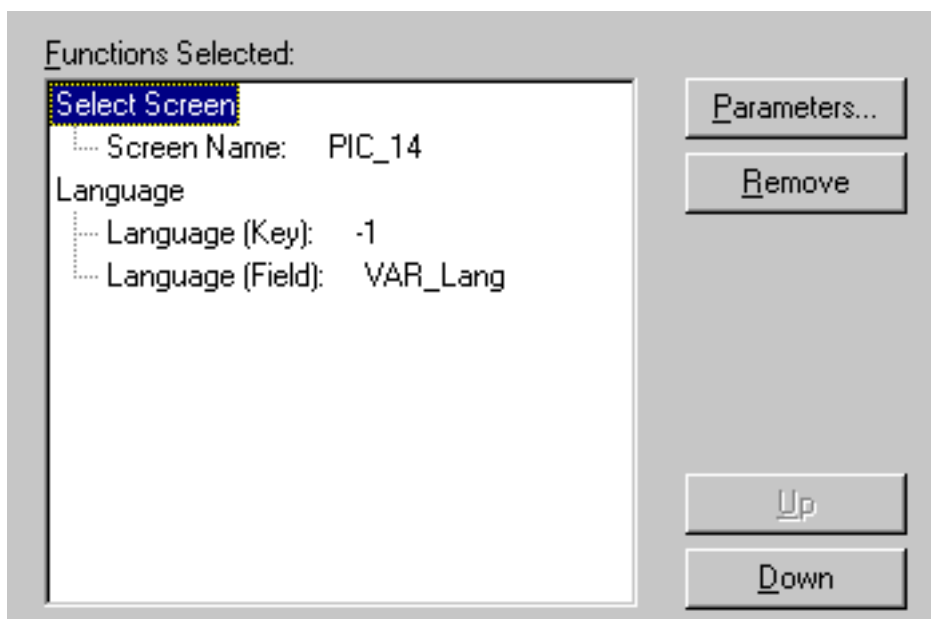 Functions Selected:
Select Screen
Screen Name: PIC_14
Language
Language (Key): -1
Language (Field): VAR_Lang
Parameters...
Remove
Up
Down